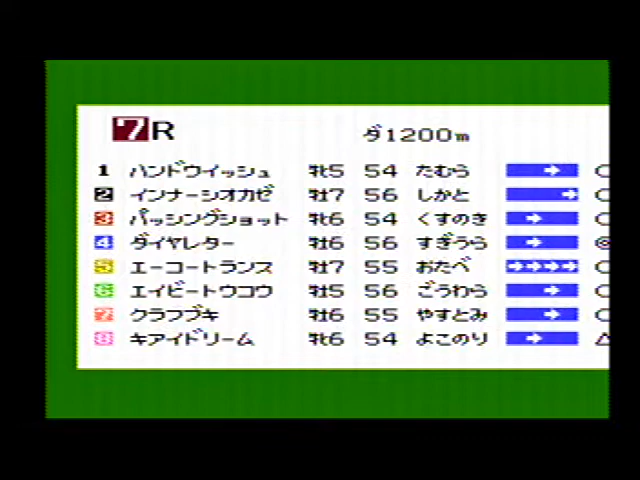 7R ダ1200m
1 ハンドウイッシュ 牝5 54 たむら → ○
2 インナーシオカゼ 牡7 56 しかと → ○
3 パッシングショット 牝6 54 くすのき → ○
4 ダイヤレター 牡6 56 すぎうら → ◎
5 エーコートランス 牡7 55 おたべ →→→→ ○
6 エイビートウコウ 牡5 56 ごうわら → ○
7 クラフブキ 牡6 55 やすとみ → ○
8 キアイドリーム 牝6 54 よこのり → △